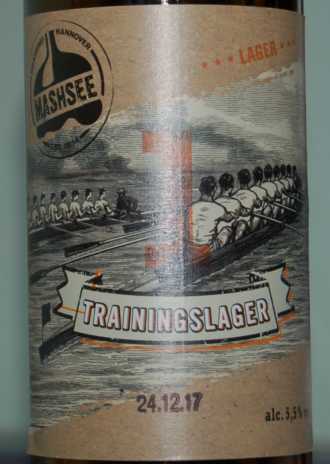 HANNOVER
MASHSEE
★ ★ ★ LAGER ★ ★ ★
TRAININGSLAGER
24.12.17
alc. 5,5%